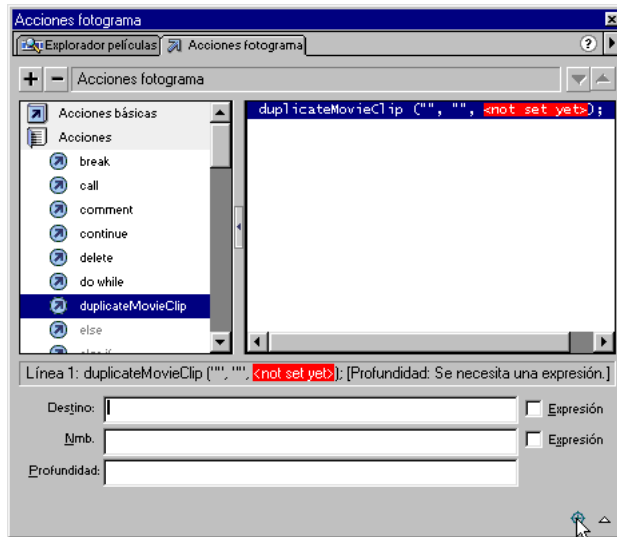 Acciones fotograma
Explorador películas
Acciones fotograma
?
Acciones fotograma
Acciones básicas
Acciones
break
call
comment
continue
delete
do while
duplicateMovieClip
else
duplicateMovieClip ("", "", <not set yet>);
Línea 1: duplicateMovieClip ("", "", <not set yet>); [Profundidad: Se necesita una expresión.]
Destino:
Expresión
Nmb.
Expresión
Profundidad: